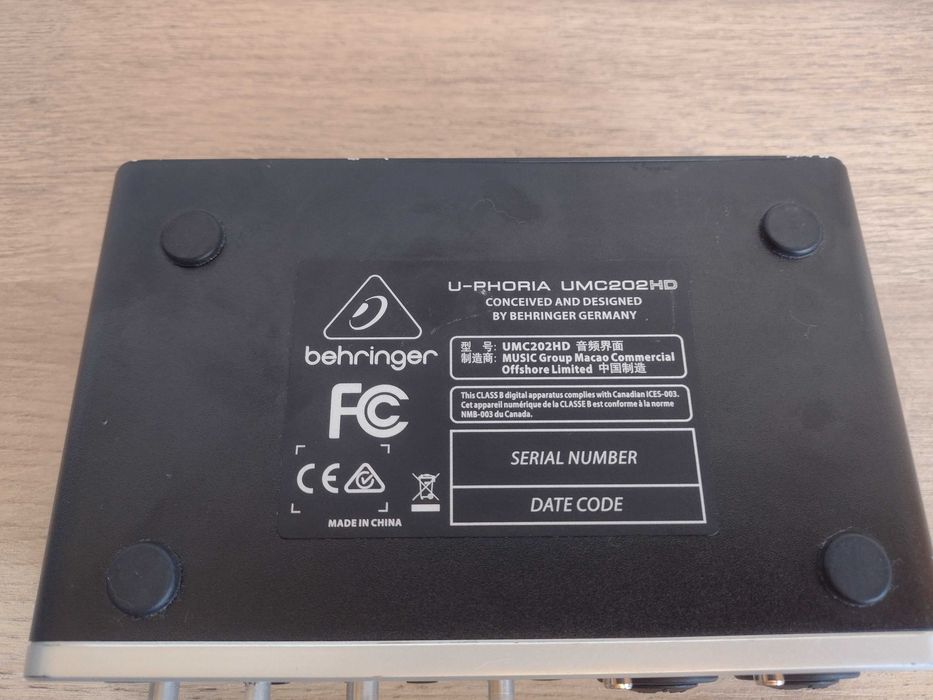 U-PHORIA UMC202HD
CONCEIVED AND DESIGNED
BY BEHRINGER GERMANY
behringer
型 号: UMC202HD 音频界面
制造商: MUSIC Group Macao Commercial
Offshore Limited 中国制造
FC
This CLASS B digital apparatus complies with Canadian ICES-003.
Cet appareil numérique de la CLASSE B est conforme à la norme
NMB-003 du Canada.
CE
SERIAL NUMBER
DATE CODE
MADE IN CHINA